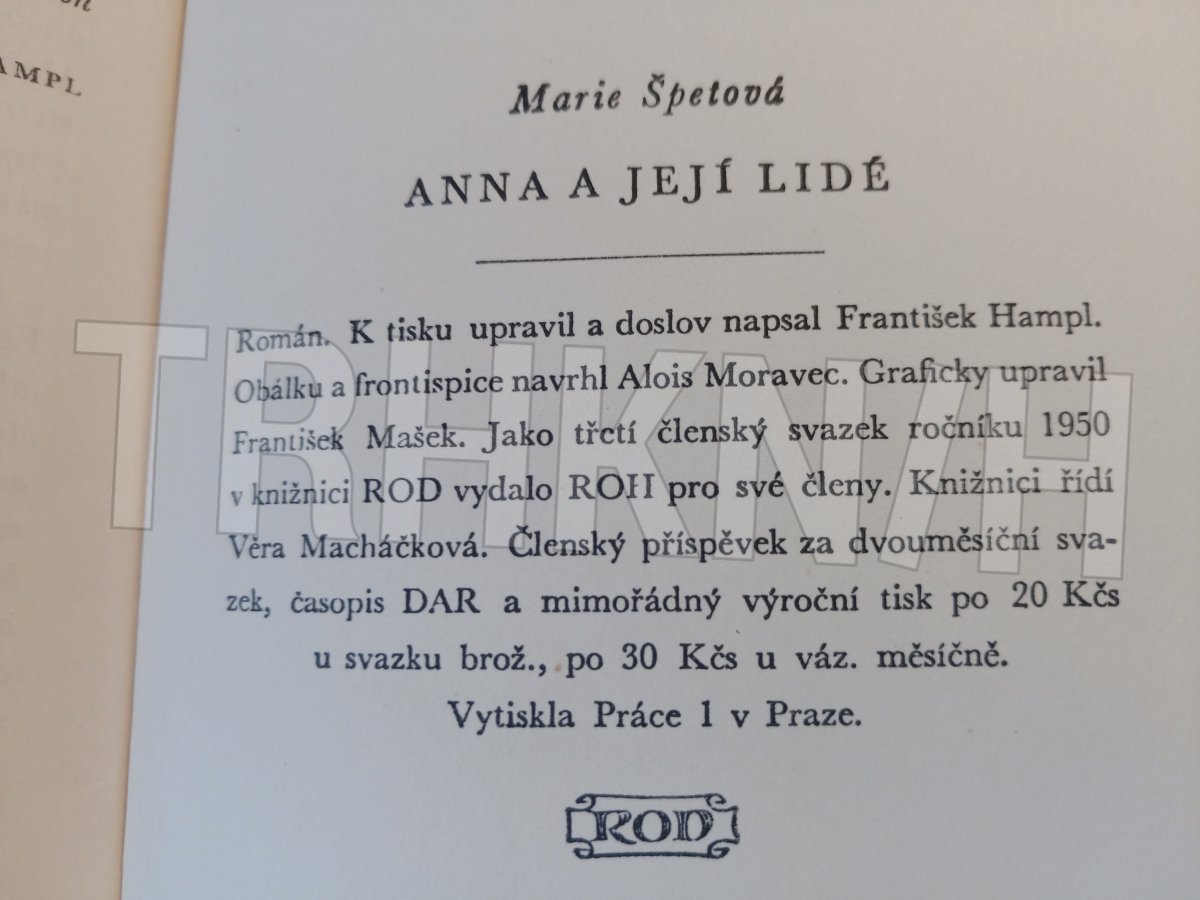 AMPL
Marie Špetová
ANNA A JEJÍ LIDÉ
Román. K tisku upravil a doslov napsal František Hampl.
Obálku a frontispice navrhl Alois Moravec. Graficky upravil
František Mašek. Jako třetí členský svazek ročníku 1950
v knižnici ROD vydalo ROH pro své členy. Knižnici řídí
Věra Macháčková. Členský příspěvek za dvouměsíční sva-
zek, časopis DAR a mimořádný výroční tisk po 20 Kčs
u svazku brož., po 30 Kčs u váz. měsíčně.
Vytiskla Práce 1 v Praze.
ROD
TRHKNIH